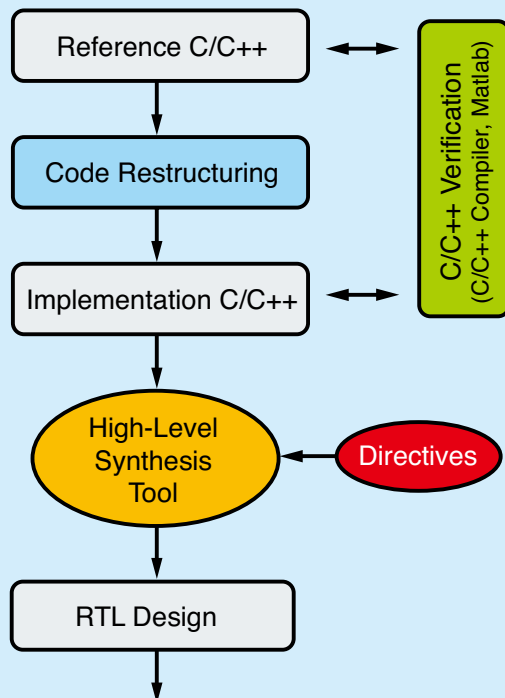 Reference C/C++
C/C++ Verification
(C/C++ Compiler, Matlab)
Code Restructuring
Implementation C/C++
High-Level
Synthesis
Tool
Directives
RTL Design